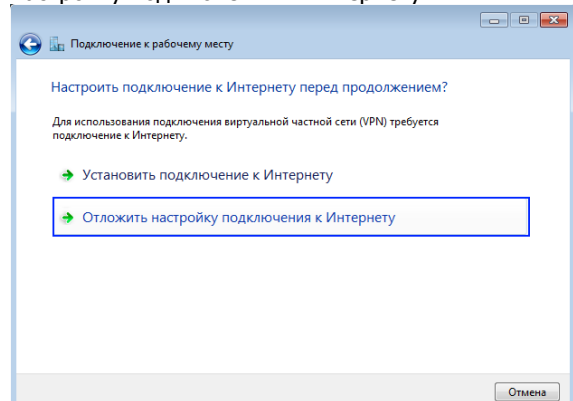 Подключение к рабочему месту
Настроить подключение к Интернету перед продолжением?
Для использования подключения виртуальной частной сети (VPN) требуется
подключение к Интернету.
Установить подключение к Интернету
Отложить настройку подключения к Интернету
Отмена